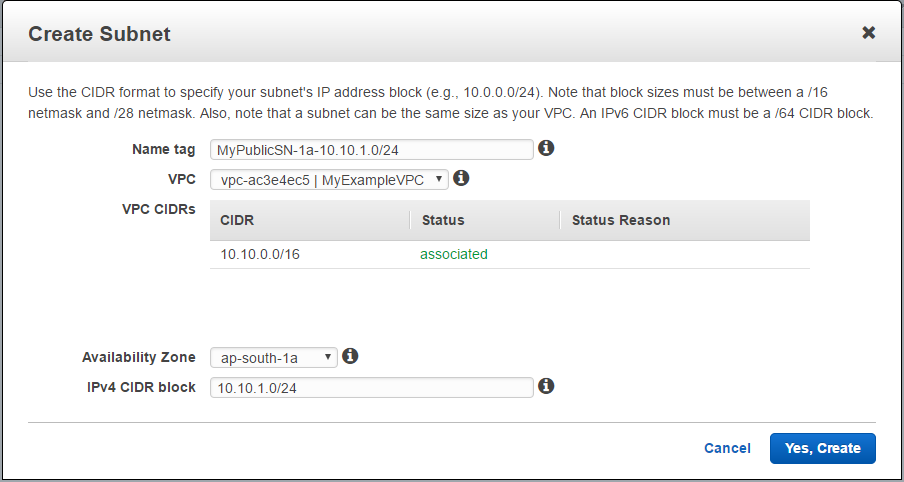 Create Subnet
Use the CIDR format to specify your subnet's IP address block (e.g., 10.0.0.0/24). Note that block sizes must be between a /16
netmask and /28 netmask. Also, note that a subnet can be the same size as your VPC. An IPv6 CIDR block must be a /64 CIDR block.
Name tag MyPublicSN-1a-10.10.1.0/24
VPC vpc-ac3e4ec5 | MyExampleVPC
VPC CIDRs CIDR Status Status Reason
10.10.0.0/16 associated
Availability Zone ap-south-1a
IPv4 CIDR block 10.10.1.0/24
Cancel Yes, Create